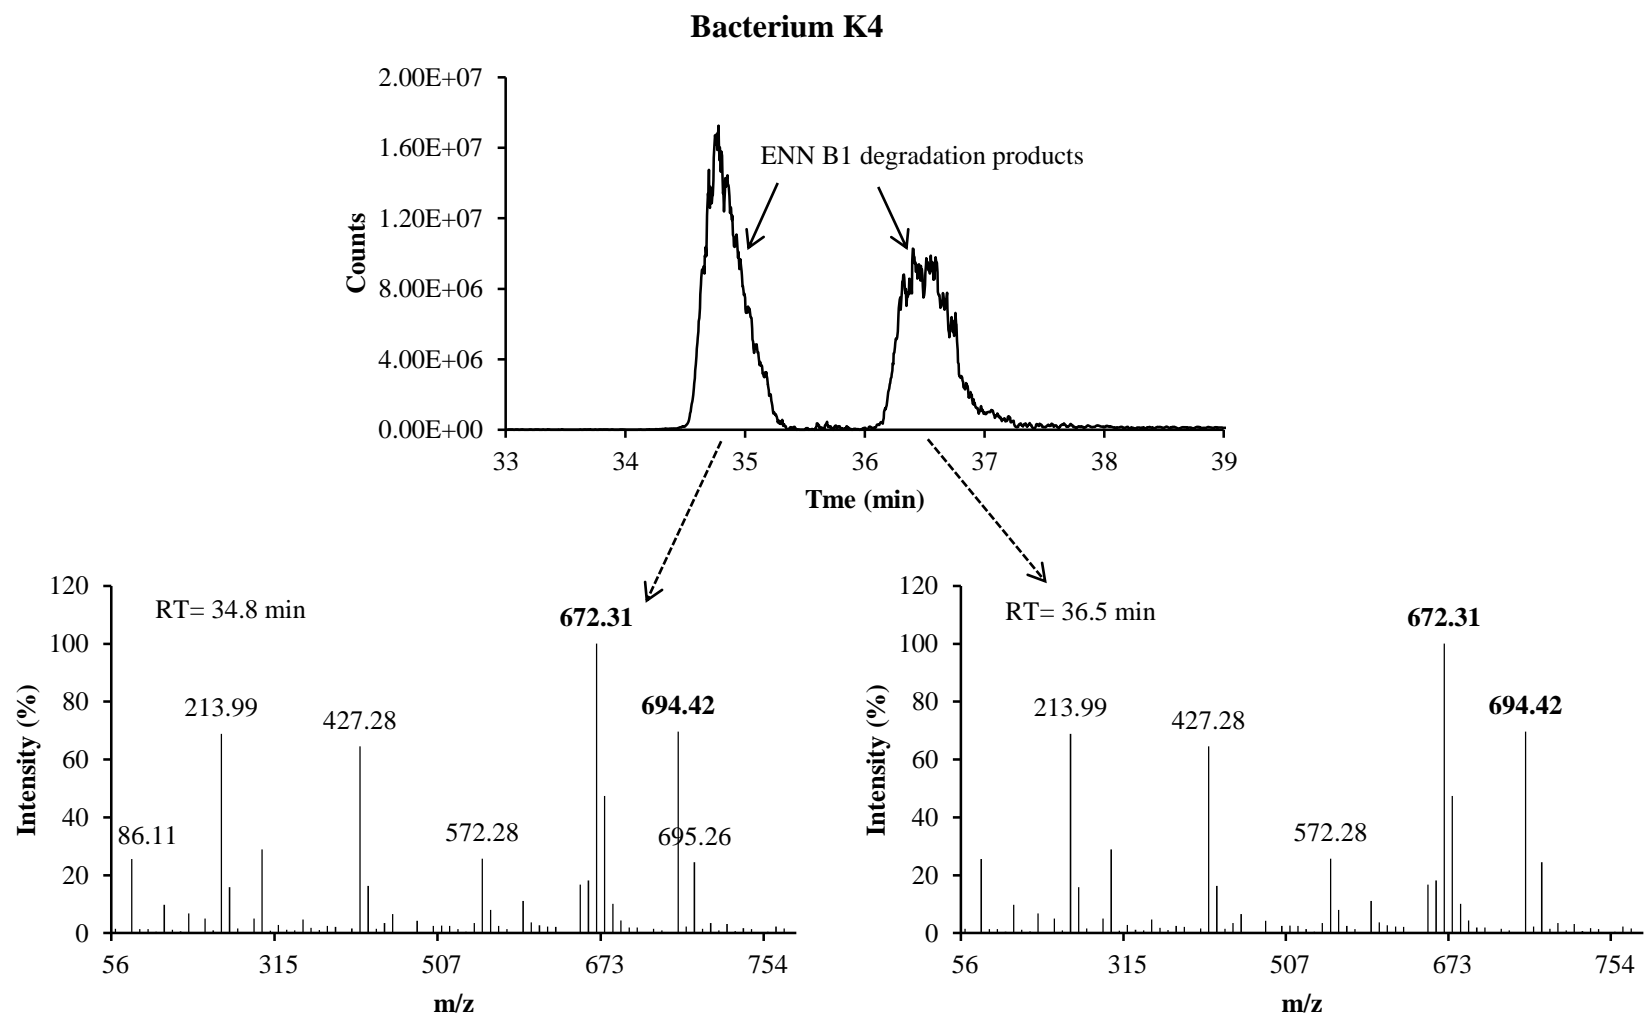 Bacterium K4
2.00E+07
1.60E+07
1.20E+07
8.00E+06
4.00E+06
0.00E+00
Counts
ENN B1 degradation products
33 34 35 36 37 38 39
Tme (min)
120
100
80
60
40
20
0
Intensity (%)
RT= 34.8 min
672.31
694.42
213.99
427.28
86.11
572.28
695.26
56 315 507 673 754
m/z
120
100
80
60
40
20
0
Intensity (%)
RT= 36.5 min
672.31
694.42
213.99
427.28
572.28
56 315 507 673 754
m/z